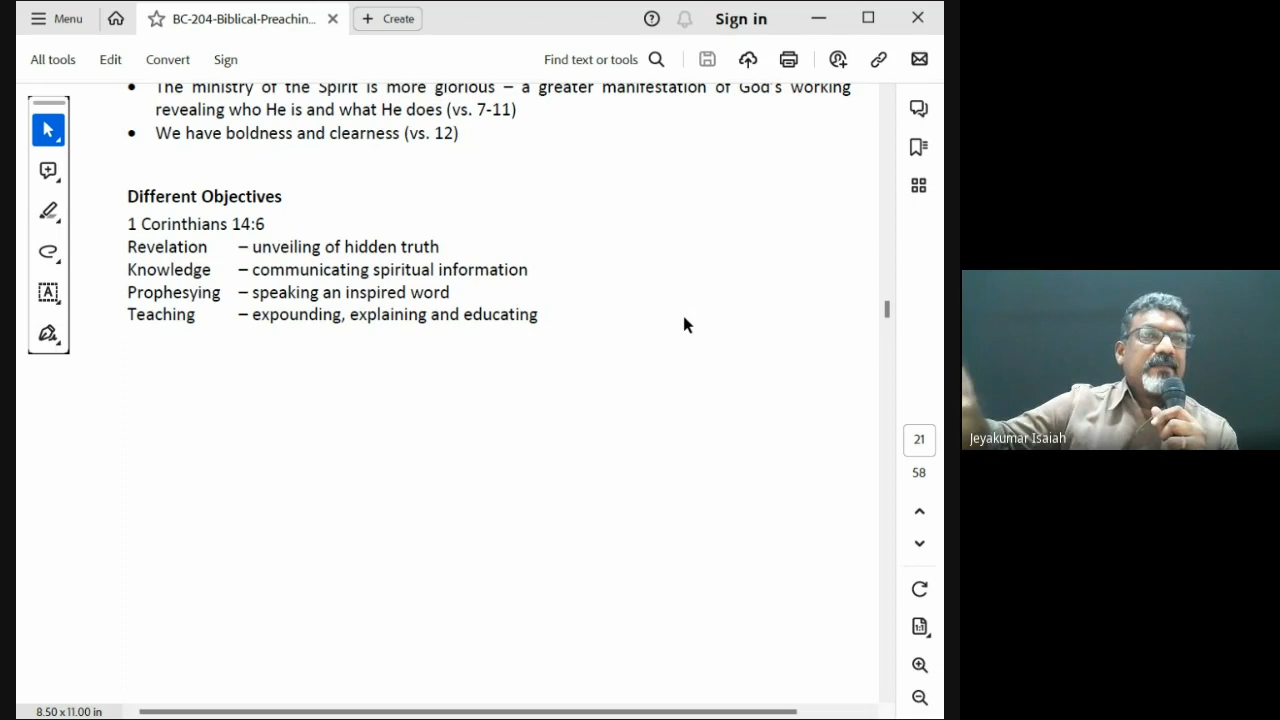 Menu
BC-204-Biblical-Preachin...
Create
Sign in
All tools Edit Convert Sign
Find text or tools
• The ministry of the Spirit is more glorious – a greater manifestation of God's working
revealing who He is and what He does (vs. 7-11)
• We have boldness and clearness (vs. 12)
Different Objectives
1 Corinthians 14:6
Revelation – unveiling of hidden truth
Knowledge – communicating spiritual information
Prophesying – speaking an inspired word
Teaching – expounding, explaining and educating
21
58
Jeyakumar Isaiah
8.50 x 11.00 in